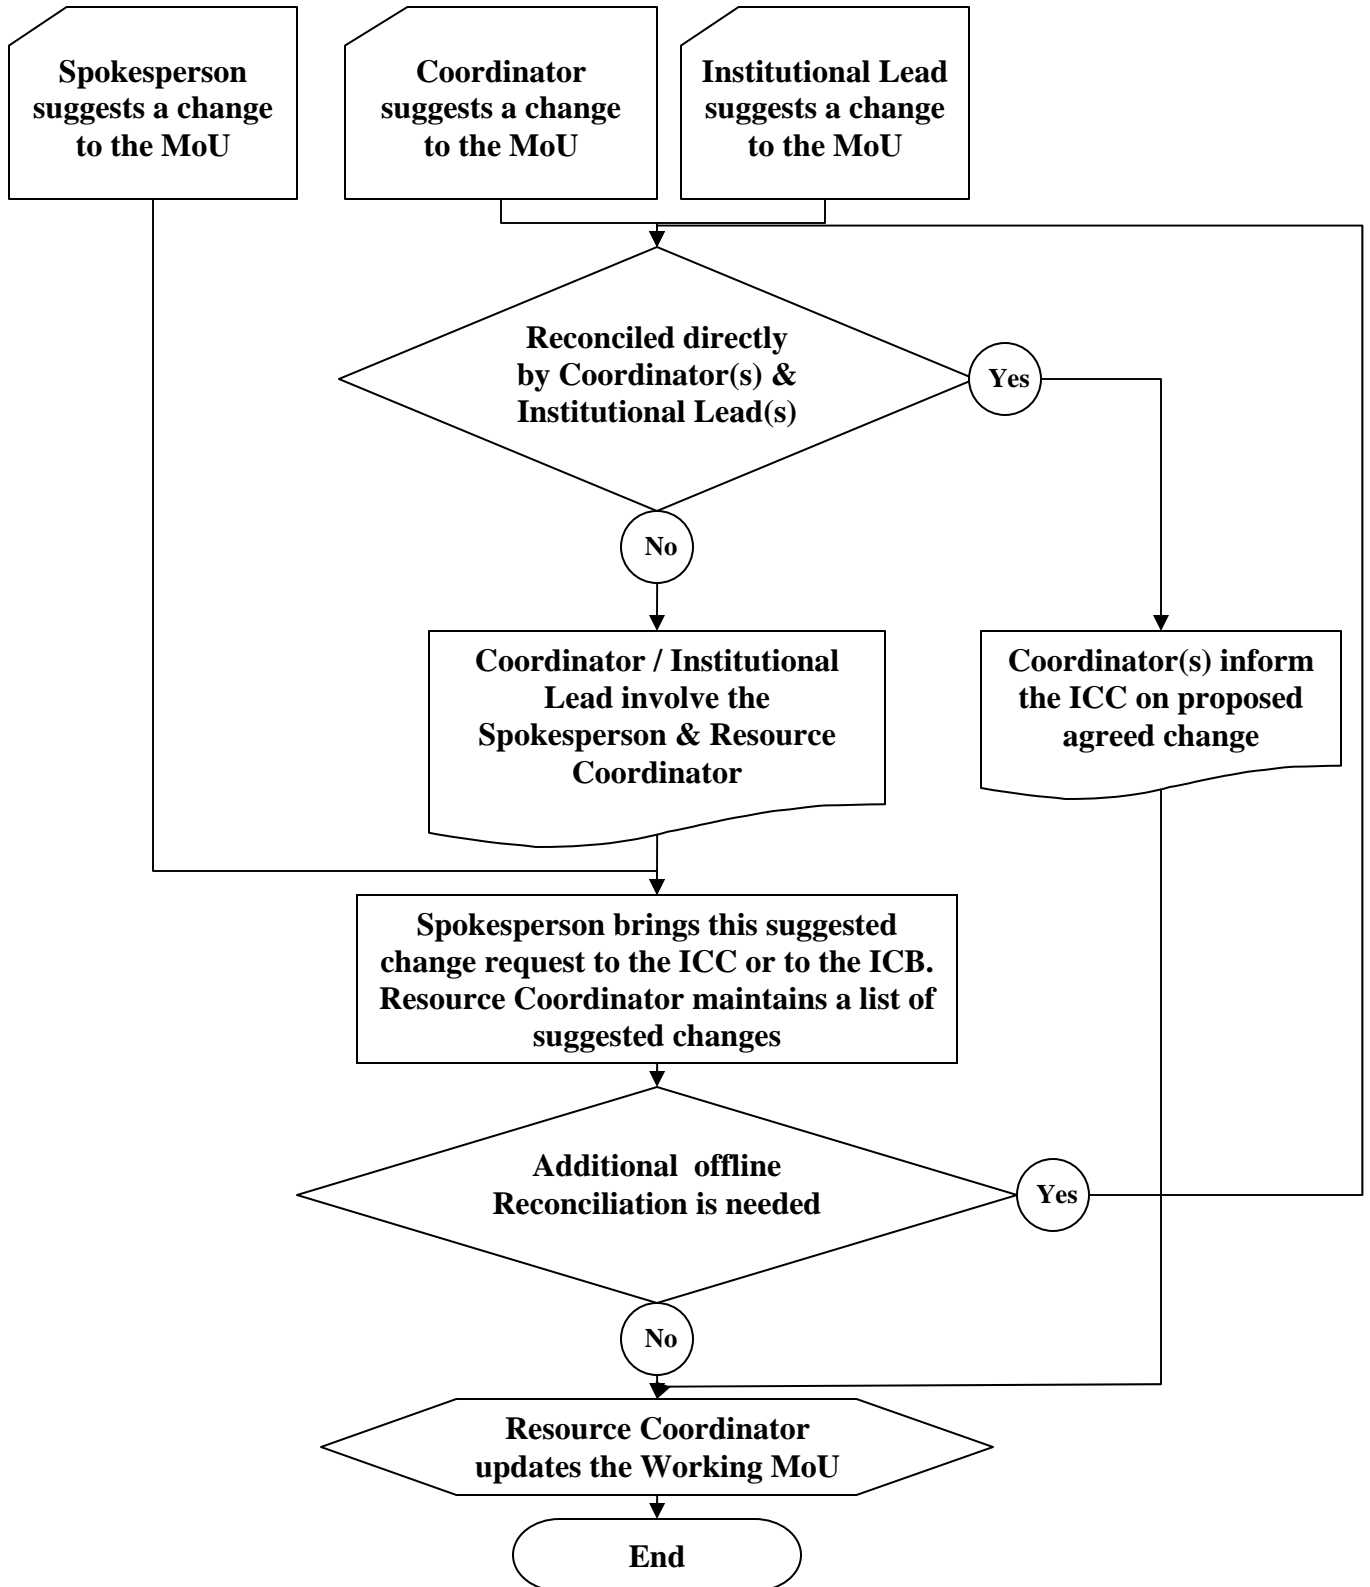 Spokesperson
suggests a change
to the MoU
Coordinator
suggests a change
to the MoU
Institutional Lead
suggests a change
to the MoU
Reconciled directly
by Coordinator(s) &
Institutional Lead(s)
Yes
No
Coordinator / Institutional
Lead involve the
Spokesperson & Resource
Coordinator
Coordinator(s) inform
the ICC on proposed
agreed change
Spokesperson brings this suggested
change request to the ICC or to the ICB.
Resource Coordinator maintains a list of
suggested changes
Additional offline
Reconciliation is needed
Yes
No
Resource Coordinator
updates the Working MoU
End